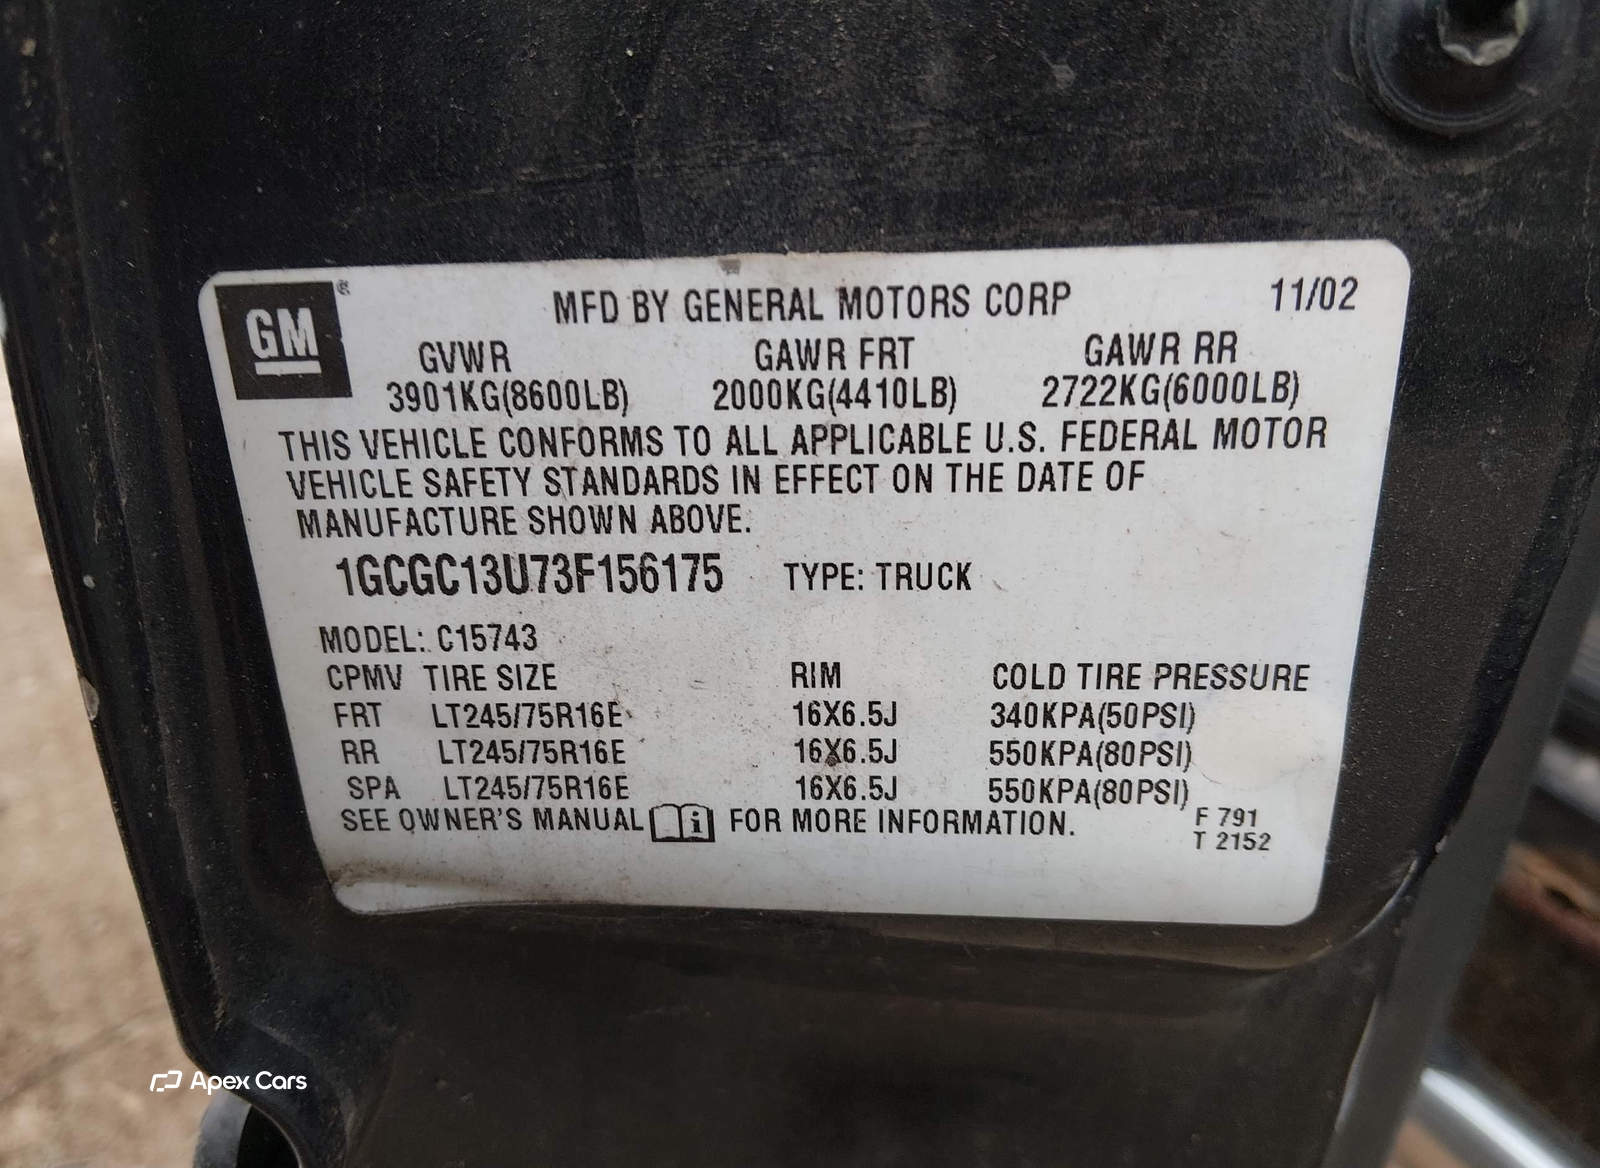 GM
MFD BY GENERAL MOTORS CORP 11/02
GVWR GAWR FRT GAWR RR
3901KG(8600LB) 2000KG(4410LB) 2722KG(6000LB)
THIS VEHICLE CONFORMS TO ALL APPLICABLE U.S. FEDERAL MOTOR
VEHICLE SAFETY STANDARDS IN EFFECT ON THE DATE OF
MANUFACTURE SHOWN ABOVE.
1GCGC13U73F156175 TYPE: TRUCK
MODEL: C15743
CPMV TIRE SIZE RIM COLD TIRE PRESSURE
FRT LT245/75R16E 16X6.5J 340KPA(50PSI)
RR LT245/75R16E 16X6.5J 550KPA(80PSI)
SPA LT245/75R16E 16X6.5J 550KPA(80PSI)
SEE OWNER'S MANUAL i FOR MORE INFORMATION.
F 791
T 2152
Apex Cars